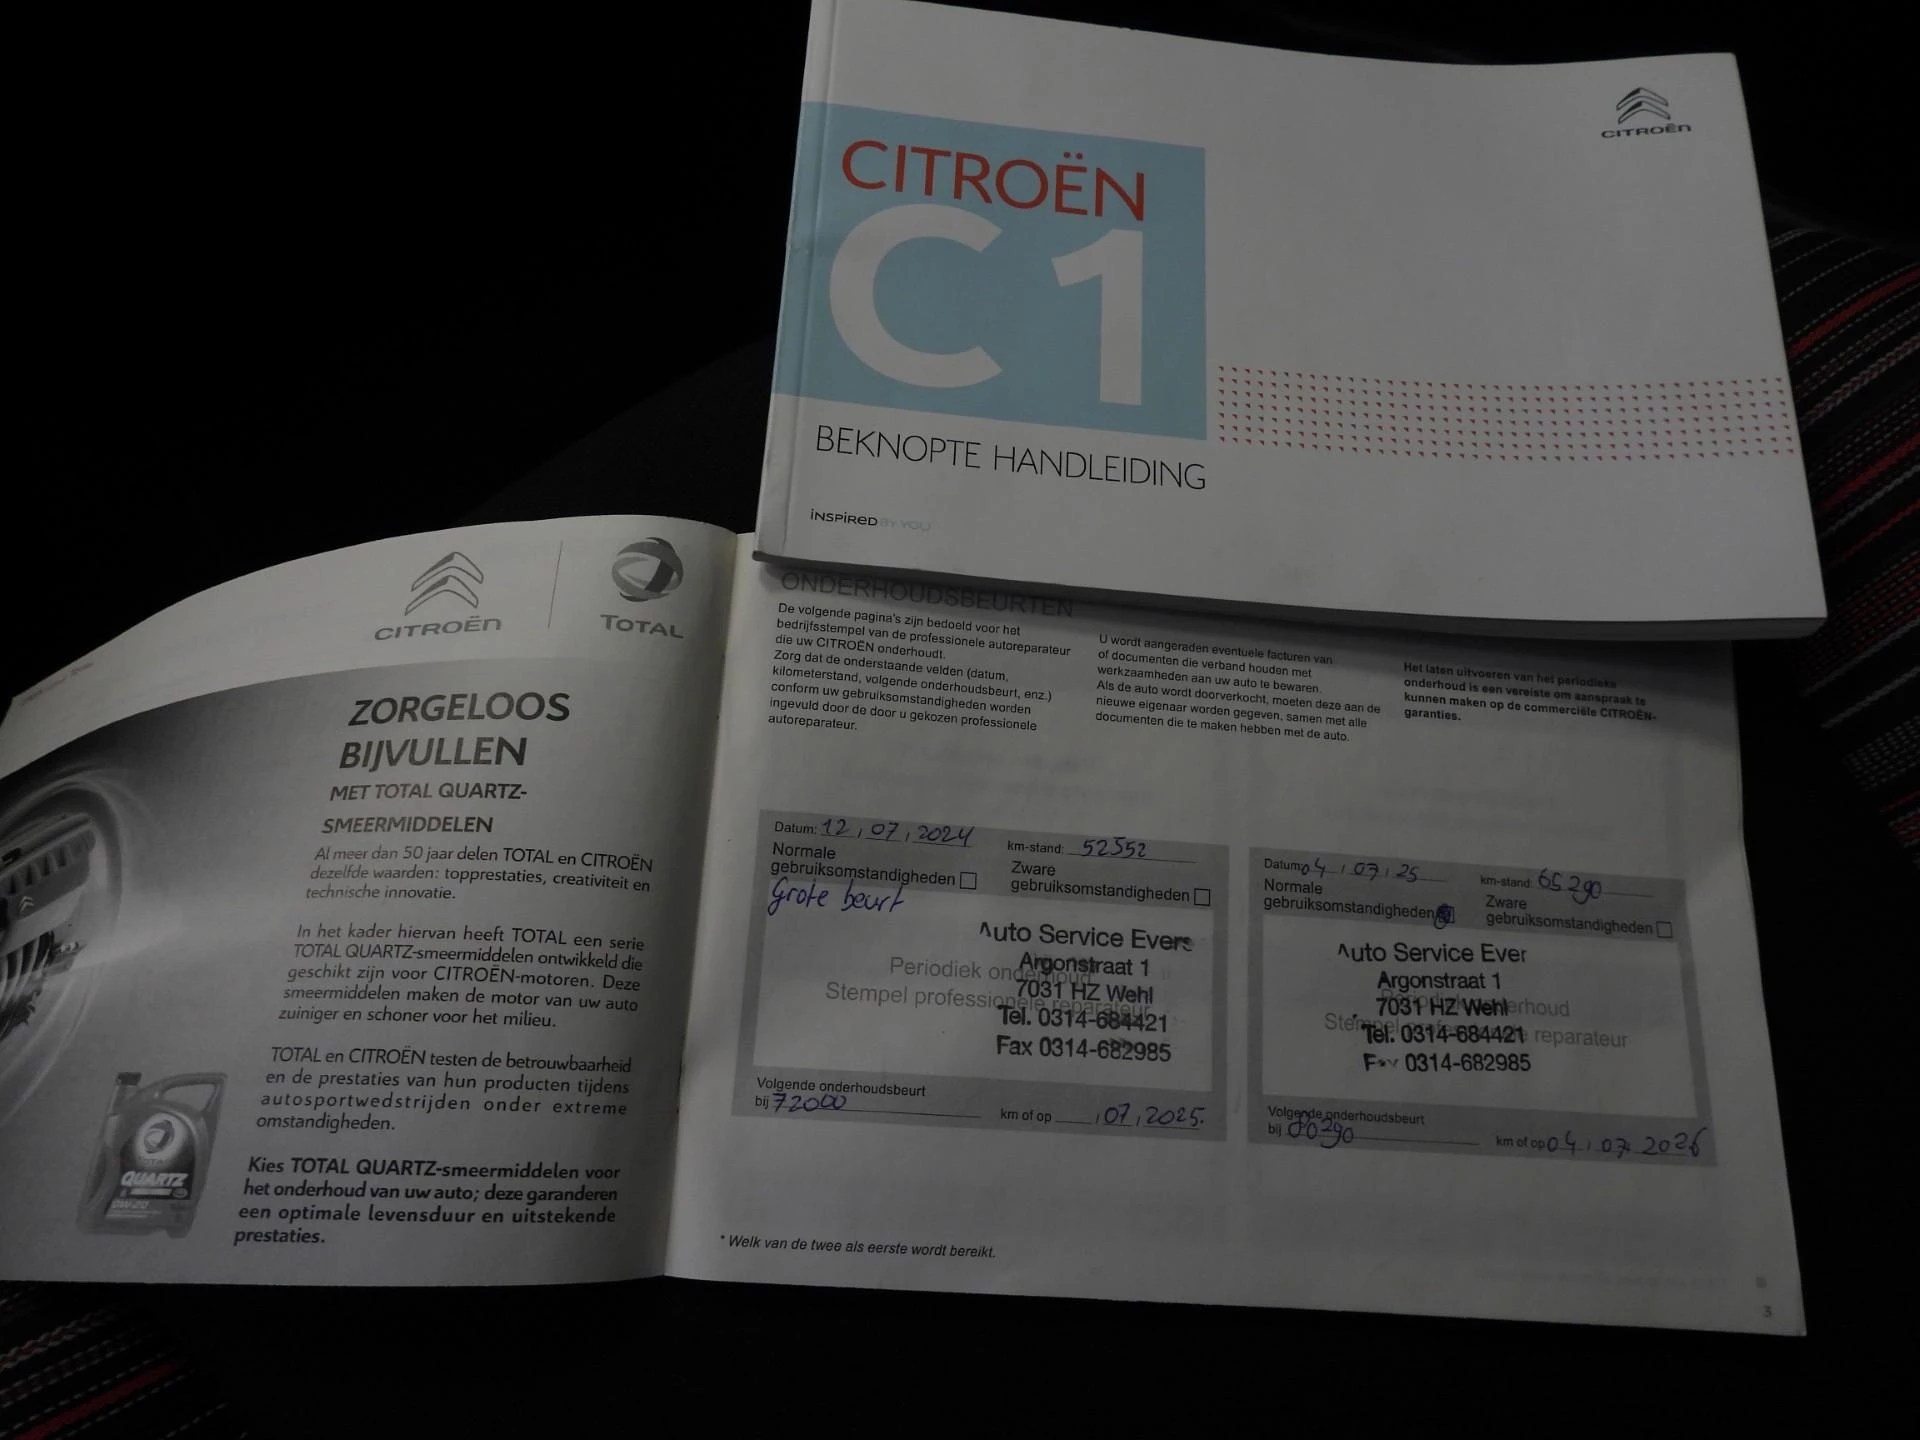 CITROËN
CITROËN
C1
BEKNOPTE HANDLEIDING
INSPIRED BY YOU
CITROËN
TOTAL
ZORGELOOS
BIJVULLEN
MET TOTAL QUARTZ-
SMEERMIDDELEN
Al meer dan 50 jaar delen TOTAL en CITROËN
dezelfde waarden: topprestaties, creativiteit en
technische innovatie.
In het kader hiervan heeft TOTAL een serie
TOTAL QUARTZ-smeermiddelen ontwikkeld die
geschikt zijn voor CITROËN-motoren. Deze
smeermiddelen maken de motor van uw auto
zuiniger en schoner voor het milieu.
TOTAL en CITROËN testen de betrouwbaarheid
en de prestaties van hun producten tijdens
autosportwedstrijden onder extreme
omstandigheden.
Kies TOTAL QUARTZ-smeermiddelen voor
het onderhoud van uw auto; deze garanderen
een optimale levensduur en uitstekende
prestaties.
TOTAL
QUARTZ
0W-20
ONDERHOUDSBEURTEN
De volgende pagina's zijn bedoeld voor het
bedrijfsstempel van de professionele autoreparateur
die uw CITROËN onderhoudt.
Zorg dat de onderstaande velden (datum,
kilometerstand, volgende onderhoudsbeurt, enz.)
conform uw gebruiksomstandigheden worden
ingevuld door de door u gekozen professionele
autoreparateur.
U wordt aangeraden eventuele facturen van
of documenten die verband houden met
werkzaamheden aan uw auto te bewaren.
Als de auto wordt doorverkocht, moeten deze aan de
nieuwe eigenaar worden gegeven, samen met alle
documenten die te maken hebben met de auto.
Het laten uitvoeren van het periodieke
onderhoud is een vereiste om aanspraak te
kunnen maken op de commerciële CITROËN-
garanties.
Datum: 12, 07, 2024 km-stand: 52552
Normale
gebruiksomstandigheden
Zware
gebruiksomstandigheden
Grote beurt
Periodiek onderhoud
Stempel professionele reparateur
Auto Service Evers
Argonstraat 1
7031 HZ Wehl
Tel. 0314-684421
Fax 0314-682985
Volgende onderhoudsbeurt
bij 72000 km of op , 07, 2025.
Datum: 04, 07, 25 km-stand: 65290
Normale
gebruiksomstandigheden
Zware
gebruiksomstandigheden
Periodiek onderhoud
Stempel professionele reparateur
Auto Service Ever
Argonstraat 1
7031 HZ Wehl
Tel. 0314-684421
Fax 0314-682985
Volgende onderhoudsbeurt
bij 80290 km of op 04, 07, 2026
* Welk van de twee als eerste wordt bereikt.
3